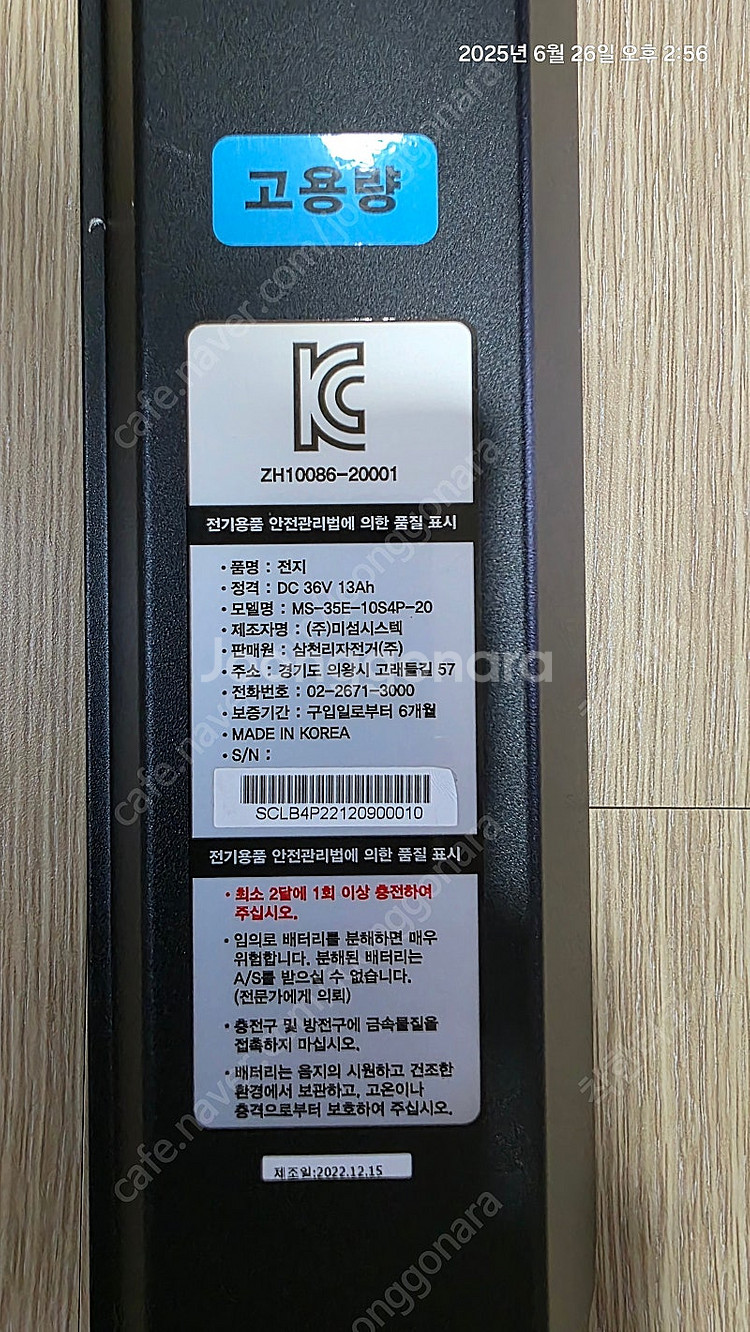 2025년 6월 26일 오후 2:56
고용량
ZH10086-20001
전기용품 안전관리법에 의한 품질 표시
• 품명 : 전지
• 정격 : DC 36V 13Ah
• 모델명 : MS-35E-10S4P-20
• 제조자명 : (주)미섬시스텍
• 판매원 : 삼천리자전거(주)
• 주소 : 경기도 의왕시 고래들길 57
• 전화번호 : 02-2671-3000
• 보증기간 : 구입일로부터 6개월
• MADE IN KOREA
• S/N :
SCLB4P22120900010
전기용품 안전관리법에 의한 품질 표시
• 최소 2달에 1회 이상 충전하여
주십시오.
• 임의로 배터리를 분해하면 매우
위험합니다. 분해된 배터리는
A/S를 받으실 수 없습니다.
(전문가에게 의뢰)
• 충전구 및 방전구에 금속물질을
접촉하지 마십시오.
• 배터리는 음지의 시원하고 건조한
환경에서 보관하고, 고온이나
충격으로부터 보호하여 주십시오.
제조일:2022.12.15
Joonggonara
cafe.naver.com/joonggonara